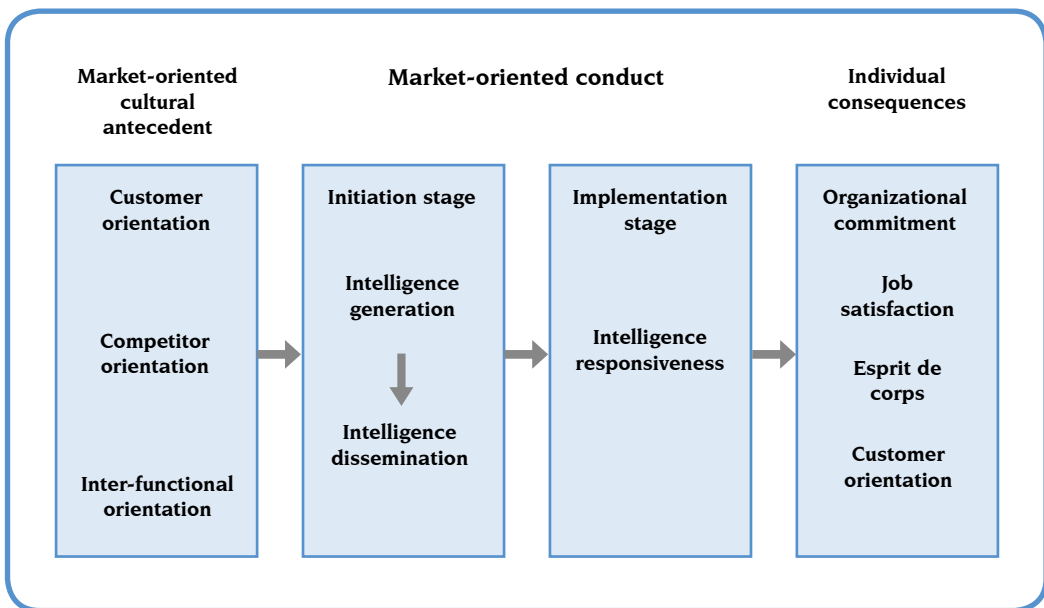 Market-oriented
cultural
antecedent
Market-oriented conduct
Individual
consequences
Customer
orientation
Competitor
orientation
Inter-functional
orientation
Initiation stage
Intelligence
generation
Intelligence
dissemination
Implementation
stage
Intelligence
responsiveness
Organizational
commitment
Job
satisfaction
Esprit de
corps
Customer
orientation